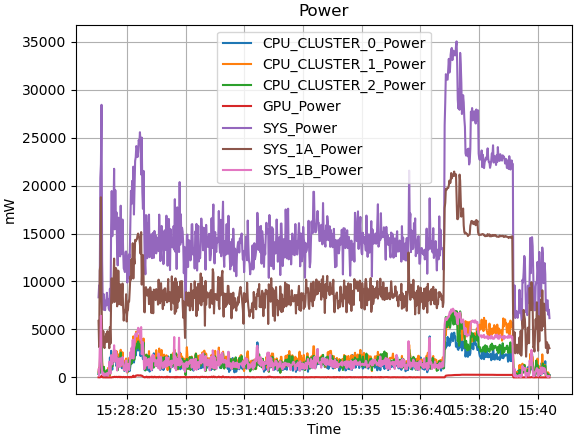 Power
35000
30000
25000
20000
15000
10000
5000
0
mW
CPU_CLUSTER_0_Power
CPU_CLUSTER_1_Power
CPU_CLUSTER_2_Power
GPU_Power
SYS_Power
SYS_1A_Power
SYS_1B_Power
15:28:20 15:30 15:31:40 15:33:20 15:35 15:36:40 15:38:20 15:40
Time